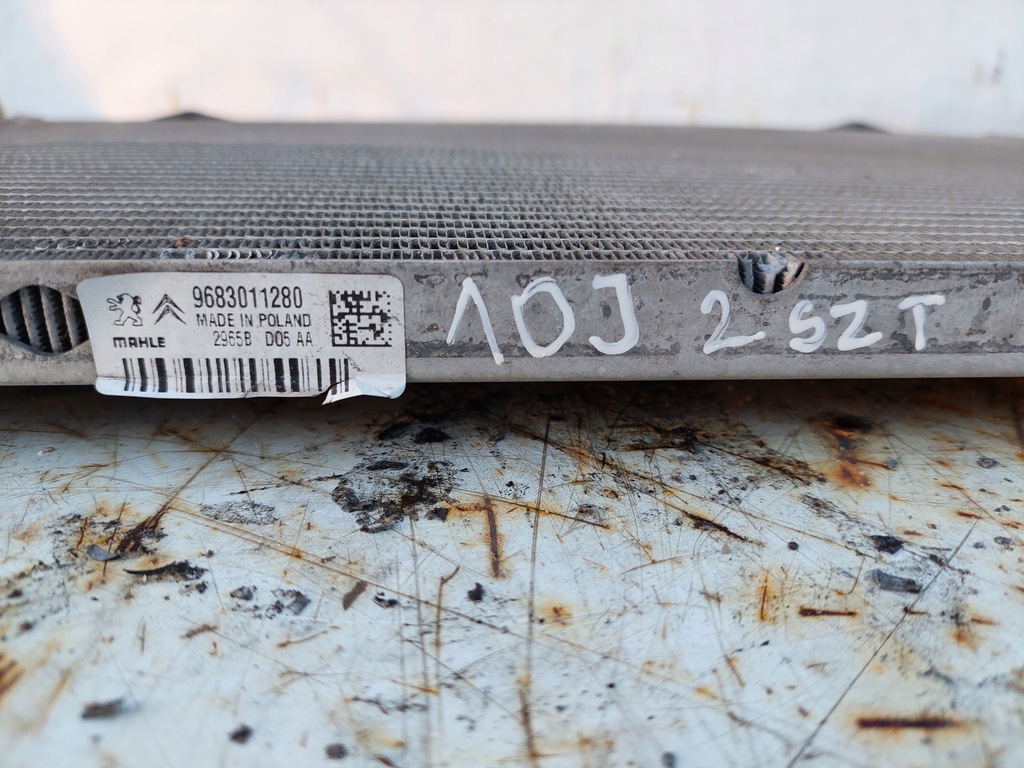 9683011280
MADE IN POLAND
MAHLE 2965B D05 AA
10J 2 SZT